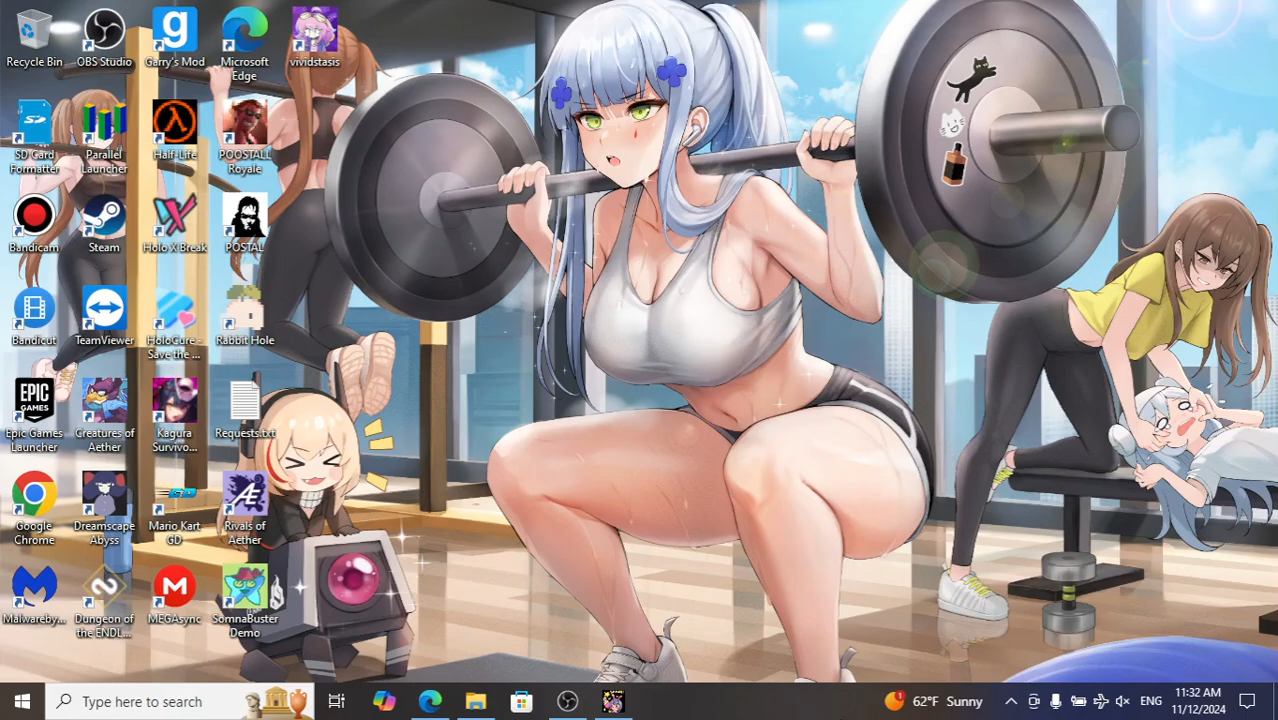 Recycle Bin
OBS Studio
Garry's Mod
Microsoft
Edge
vividstasis
SD Card
Formatter
Parallel
Launcher
Half-Life
POOSTALL
Royale
Bandicam
Steam
Holo X Break
POSTAL
Bandicut
TeamViewer
HoloCure -
Save the ...
Rabbit Hole
EPIC
GAMES
Epic Games
Launcher
Creatures of
Aether
Kagura
Survivo...
Requests.txt
Google
Chrome
Dreamscape
Abyss
Mario Kart
GD
Rivals of
Aether
Malwareby...
Dungeon of
the ENDL...
MEGAsync
SomnaBuster
Demo
Type here to search
1
62°F Sunny
ENG
11:32 AM
11/12/2024